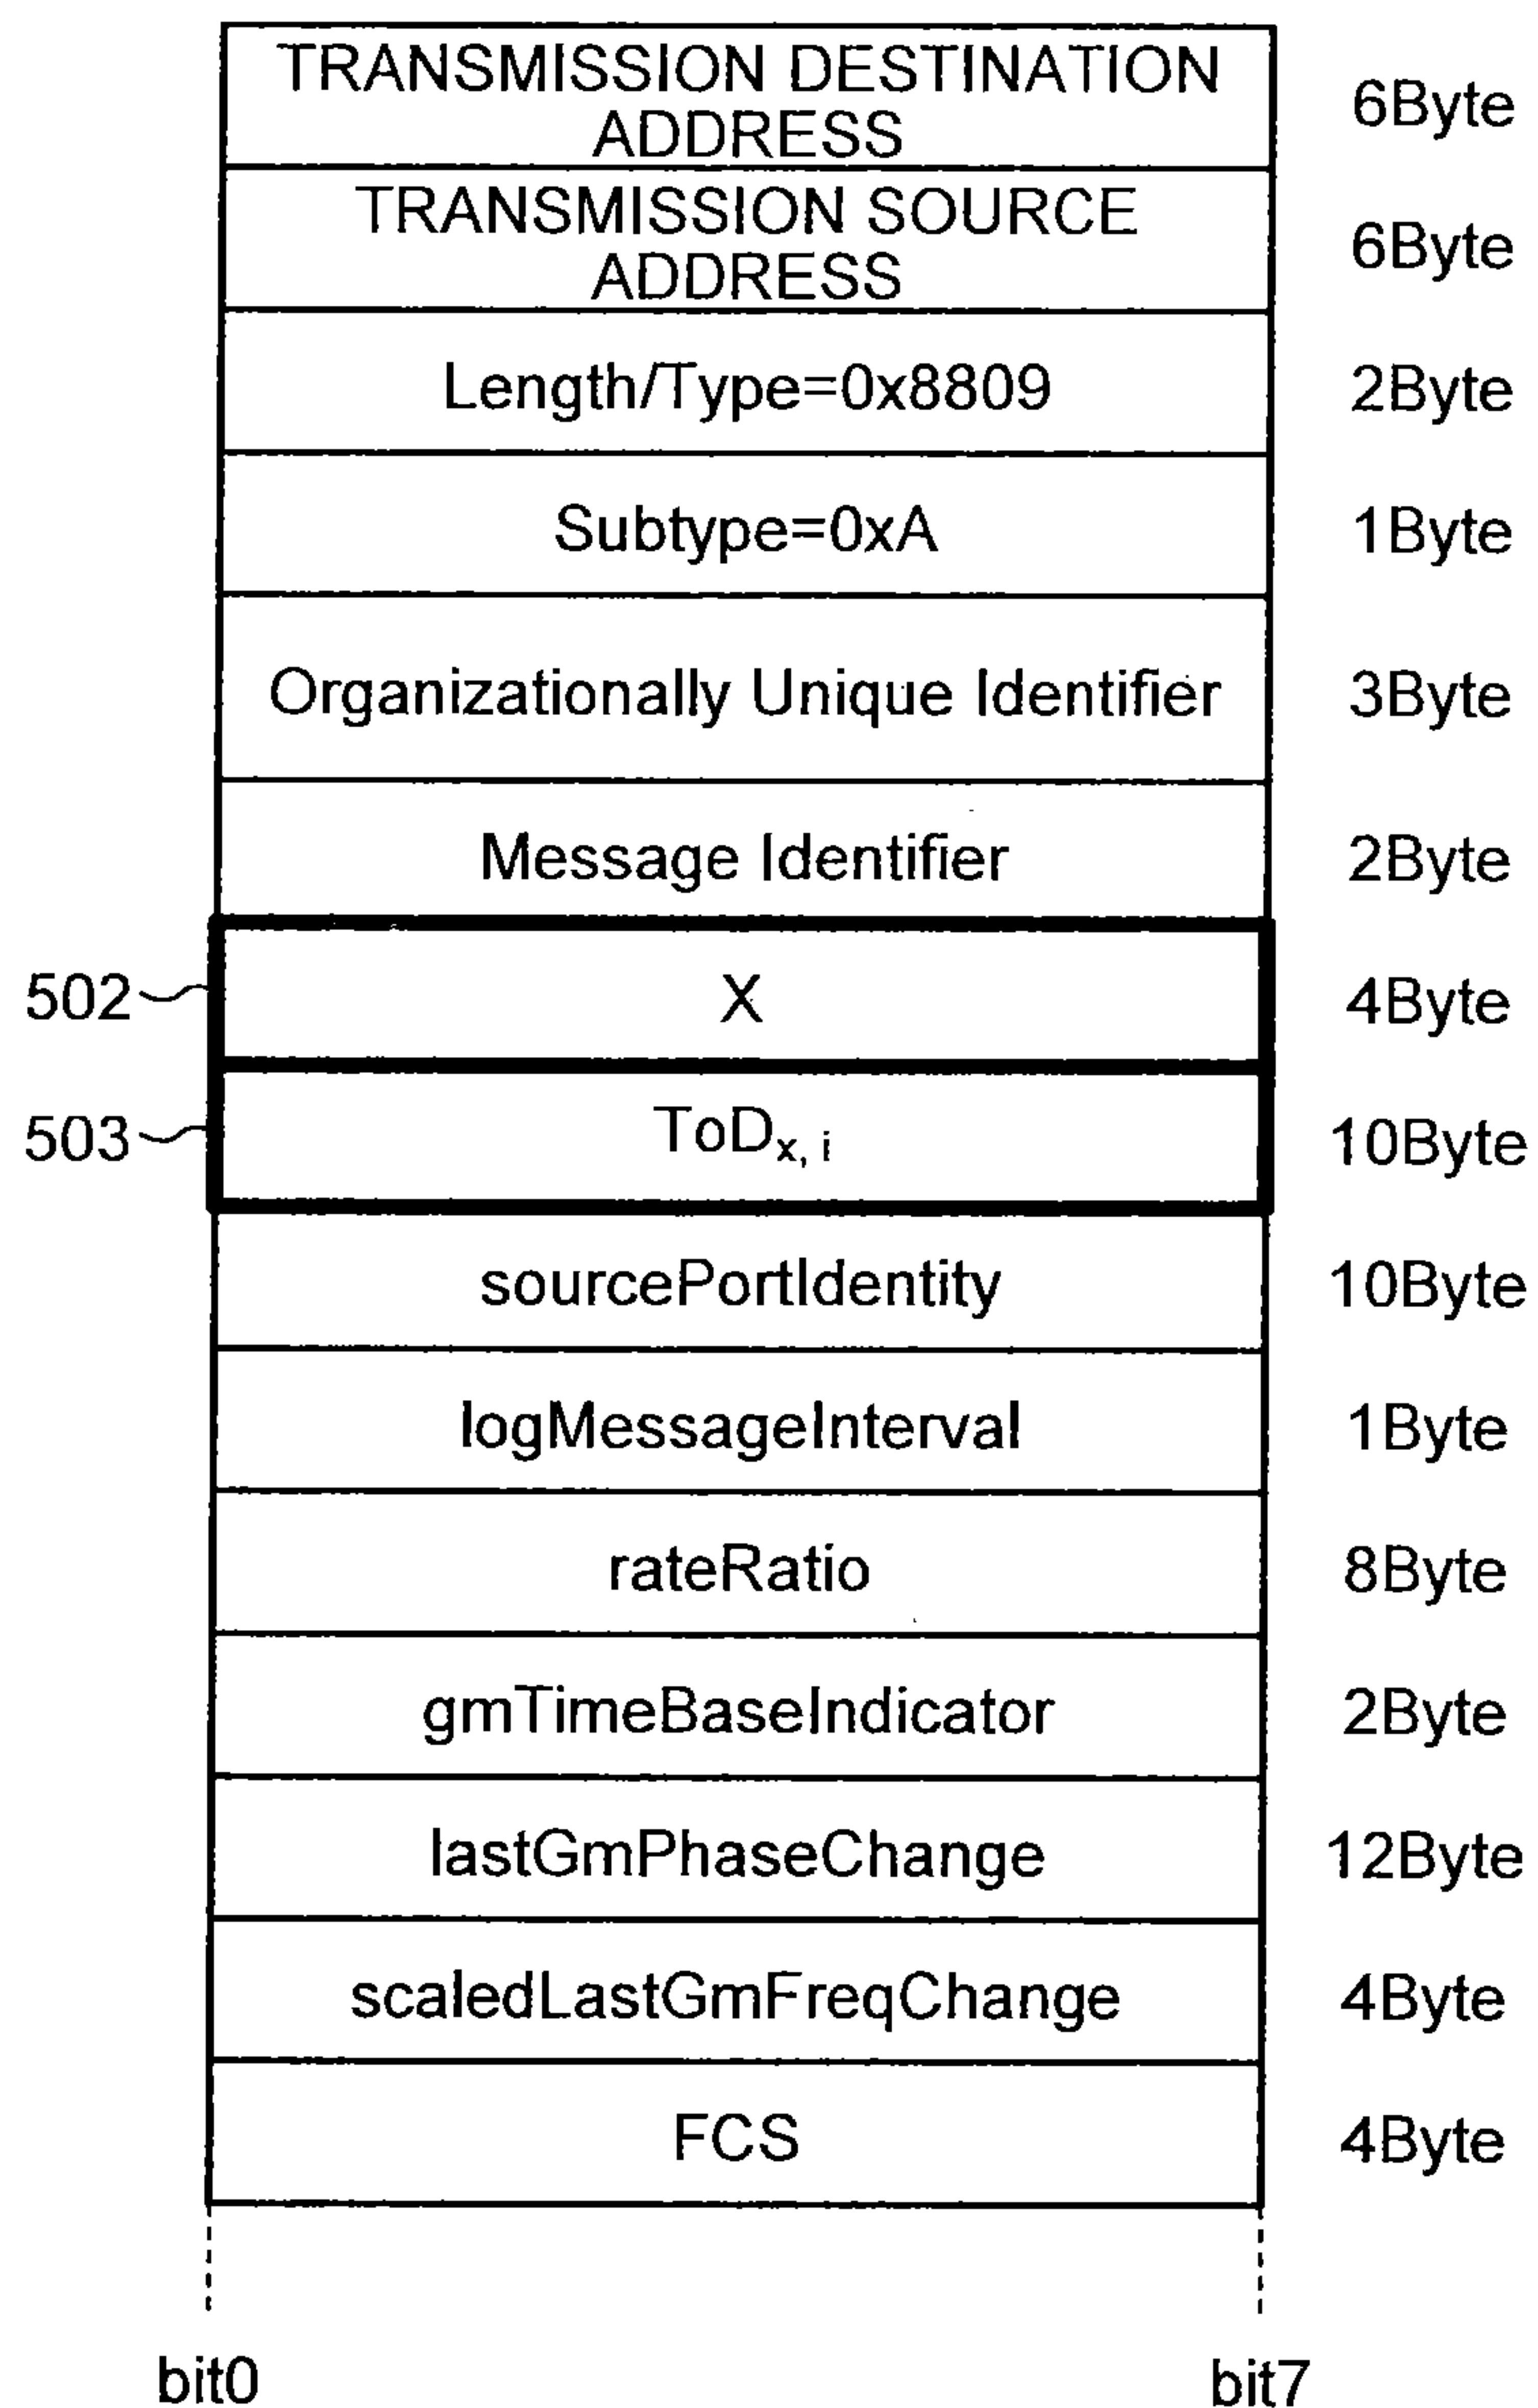 TRANSMISSION DESTINATION
ADDRESS
6Byte
TRANSMISSION SOURCE
ADDRESS
6Byte
Length/Type=0x8809
2Byte
Subtype=0xA
1Byte
Organizationally Unique Identifier
3Byte
Message Identifier
2Byte
502
X
4Byte
503
ToDx, i
10Byte
sourcePortIdentity
10Byte
logMessageInterval
1Byte
rateRatio
8Byte
gmTimeBaseIndicator
2Byte
lastGmPhaseChange
12Byte
scaledLastGmFreqChange
4Byte
FCS
4Byte
bit0
bit7